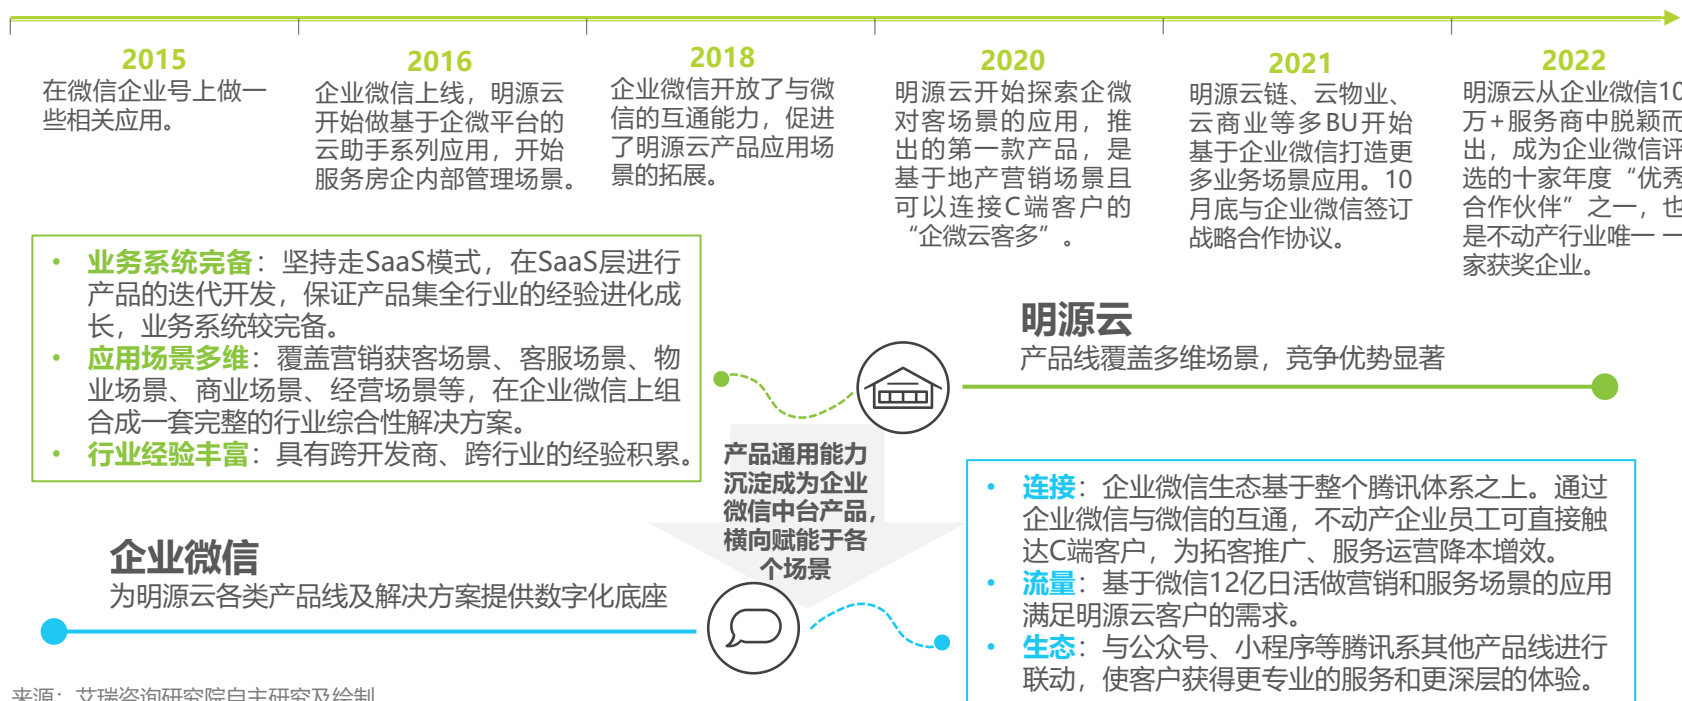 2015
在微信企业号上做一
些相关应用。
2016
企业微信上线，明源云
开始做基于企微平台的
云助手系列应用，开始
服务房企内部管理场景。
2018
企业微信开放了与微
信的互通能力，促进
了明源云产品应用场
景的拓展。
2020
明源云开始探索企微
对客场景的应用，推
出的第一款产品，是
基于地产营销场景且
可以连接C端客户的
“企微云客多”。
2021
明源云链、云物业、
云商业等多BU开始
基于企业微信打造更
多业务场景应用。10
月底与企业微信签订
战略合作协议。
2022
明源云从企业微信10
万+服务商中脱颖而
出，成为企业微信评
选的十家年度“优秀
合作伙伴”之一，也
是不动产行业唯一一
家获奖企业。
• 业务系统完备：坚持走SaaS模式，在SaaS层进行
产品的迭代开发，保证产品集全行业的经验进化成
长，业务系统较完备。
• 应用场景多维：覆盖营销获客场景、客服场景、物
业场景、商业场景、经营场景等，在企业微信上组
合成一套完整的行业综合性解决方案。
• 行业经验丰富：具有跨开发商、跨行业的经验积累。
明源云
产品线覆盖多维场景，竞争优势显著
产品通用能力
沉淀成为企业
微信中台产品，
横向赋能于各
个场景
企业微信
为明源云各类产品线及解决方案提供数字化底座
• 连接：企业微信生态基于整个腾讯体系之上。通过
企业微信与微信的互通，不动产企业员工可直接触
达C端客户，为拓客推广、服务运营降本增效。
• 流量：基于微信12亿日活做营销和服务场景的应用
满足明源云客户的需求。
• 生态：与公众号、小程序等腾讯系其他产品线进行
联动，使客户获得更专业的服务和更深层的体验。
来源：艾瑞咨询研究院自主研究及绘制